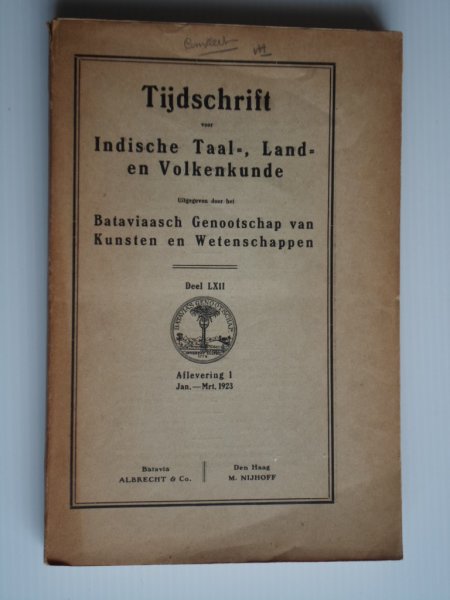 Tijdschrift
voor
Indische Taal=, Land=
en Volkenkunde
Uitgegeven door het
Bataviaasch Genootschap van
Kunsten en Wetenschappen
Deel LXII
Aflevering 1
Jan.—Mrt. 1923
Batavia
ALBRECHT & Co.
Den Haag
M. NIJHOFF